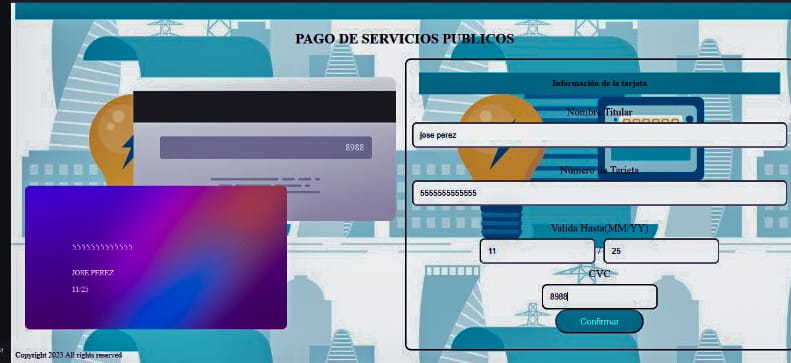 PAGO DE SERVICIOS PUBLICOS
8988
5555555555555
JOSE PEREZ
11/25
Información de la tarjeta
Nombre Titular
jose perez
Número de Tarjeta
5555555555555
Valida Hasta(MM/YY)
11 / 25
CVC
8988
Confirmar
Copyright 2023 All rights reserved